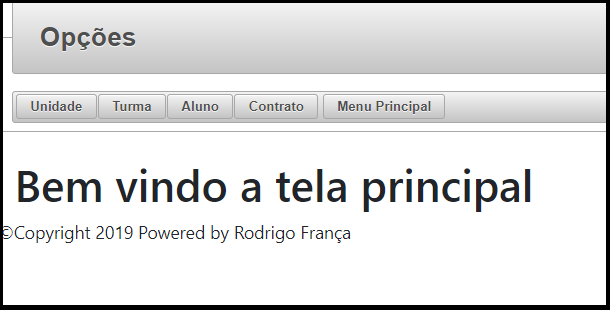 Opções
Unidade Turma Aluno Contrato Menu Principal
Bem vindo a tela principal
©Copyright 2019 Powered by Rodrigo França